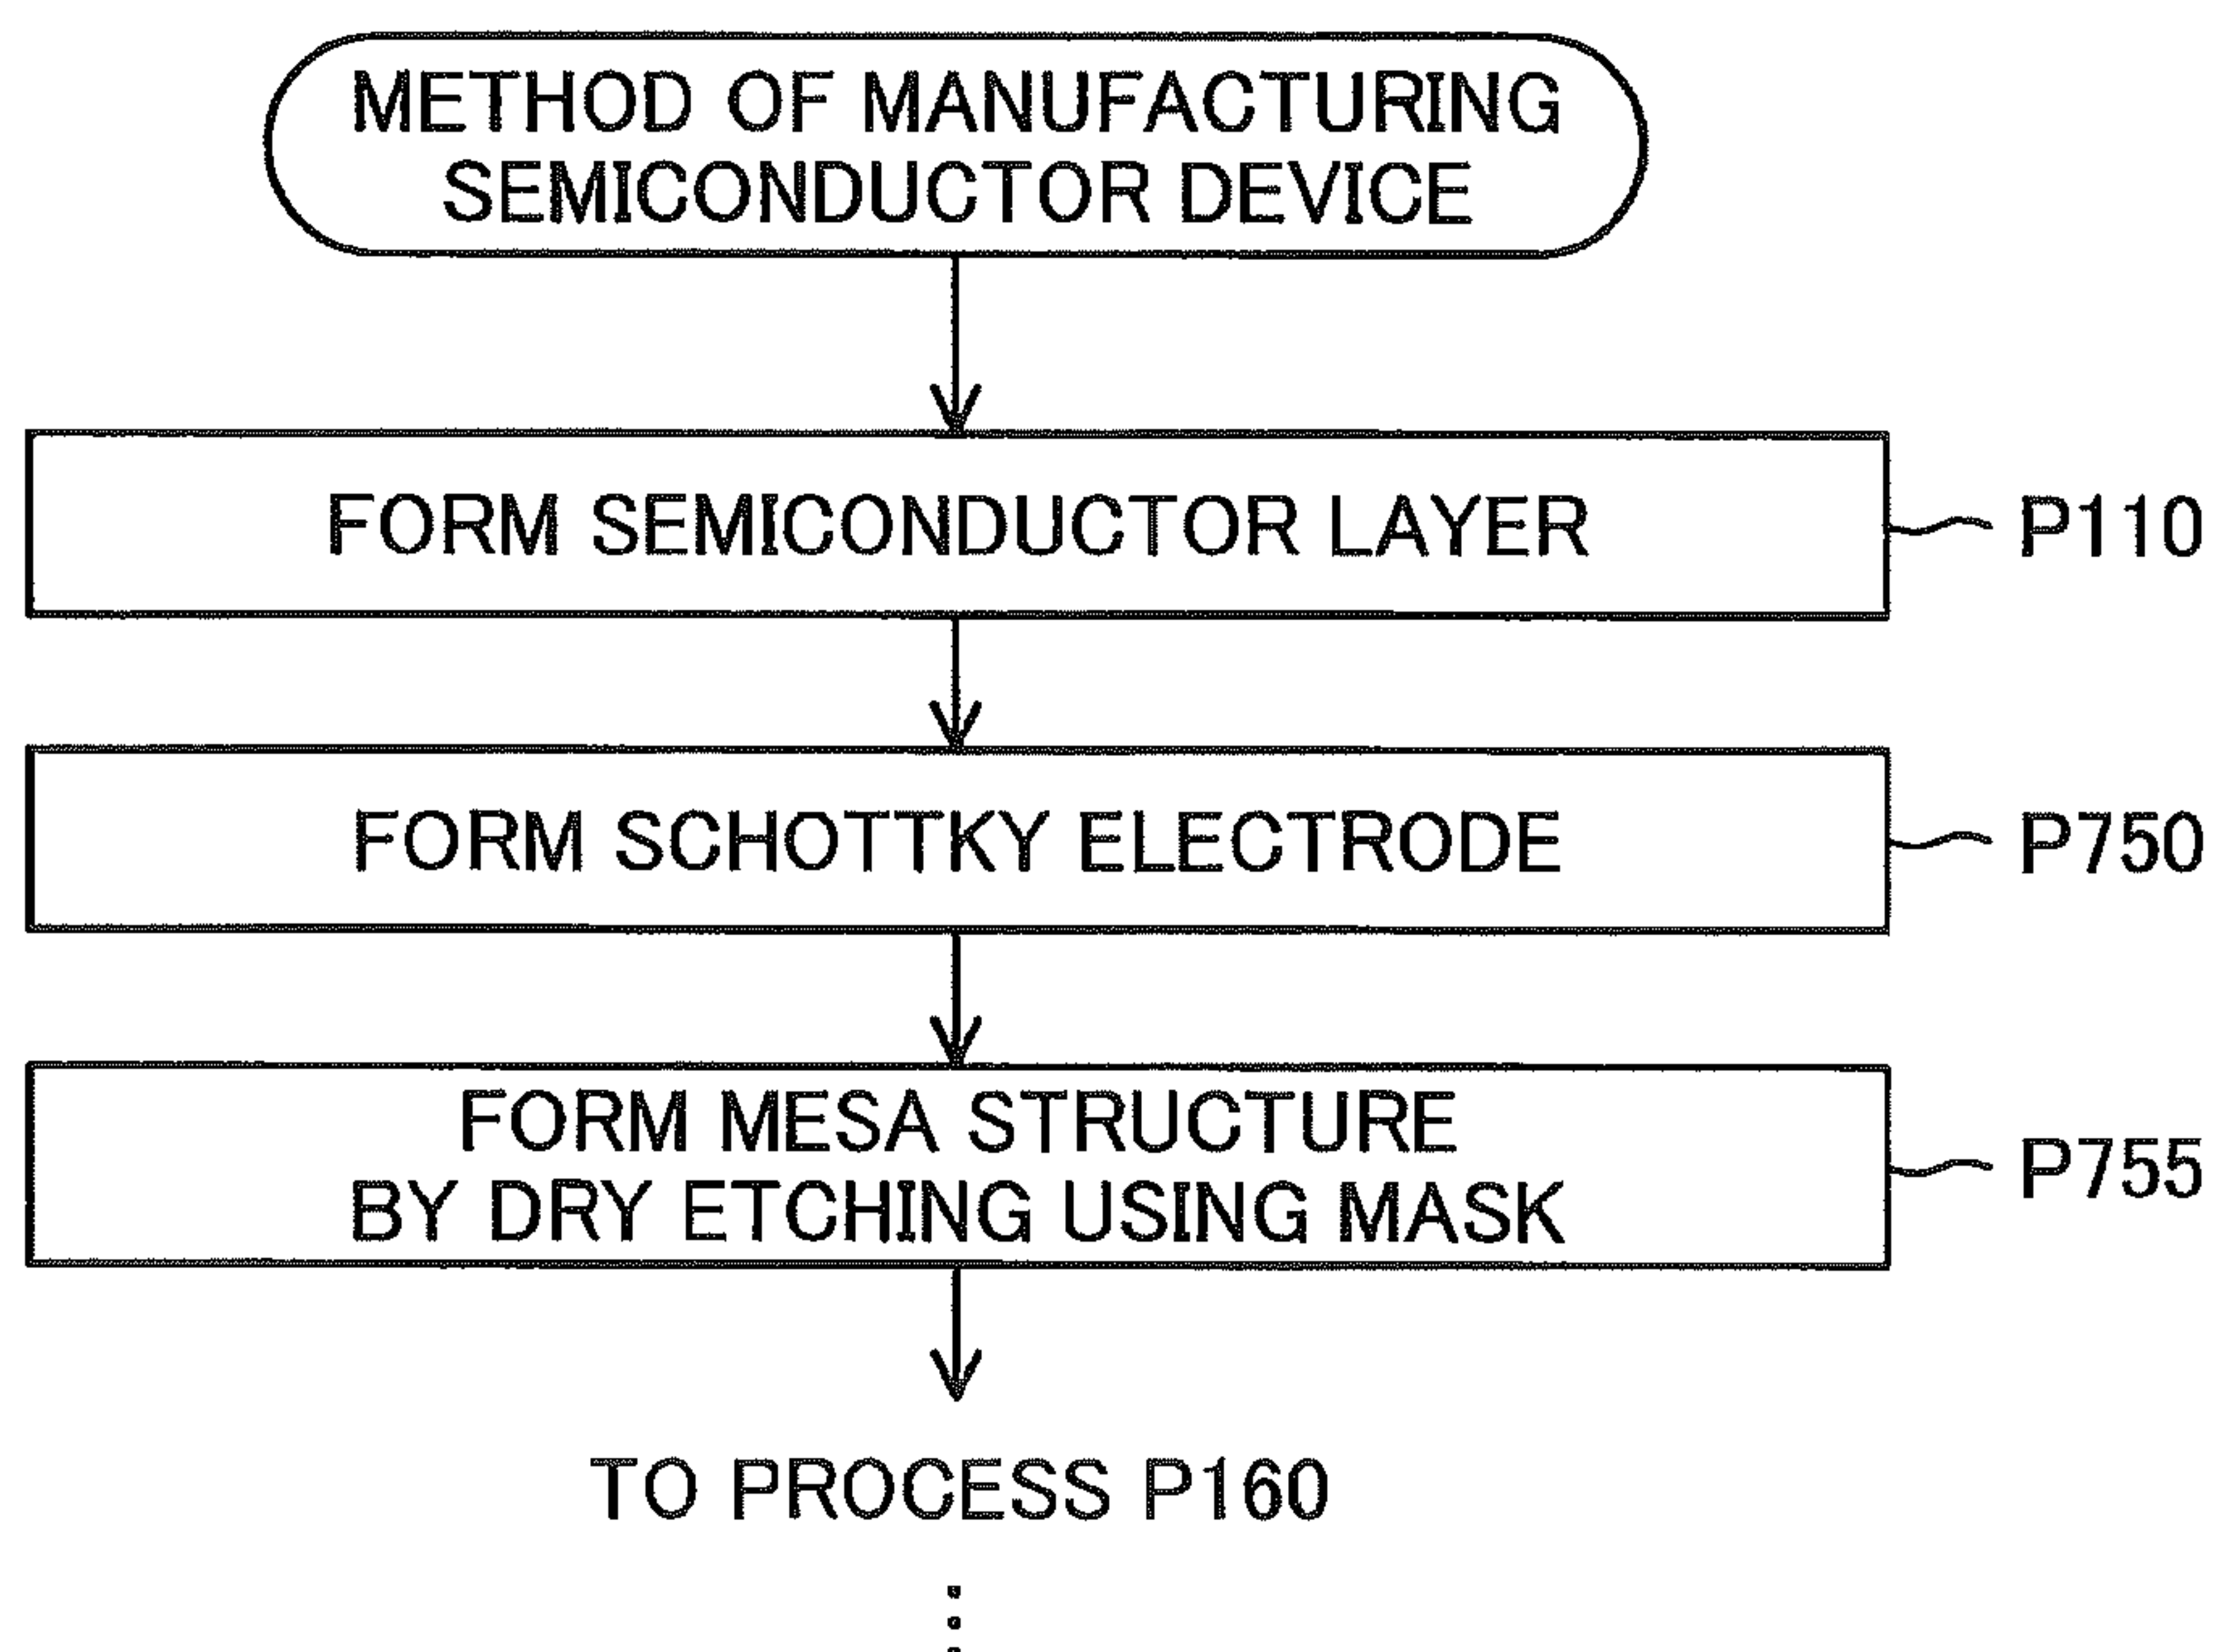 METHOD OF MANUFACTURING
SEMICONDUCTOR DEVICE
FORM SEMICONDUCTOR LAYER
P110
FORM SCHOTTKY ELECTRODE
P750
FORM MESA STRUCTURE
BY DRY ETCHING USING MASK
P755
TO PROCESS P160